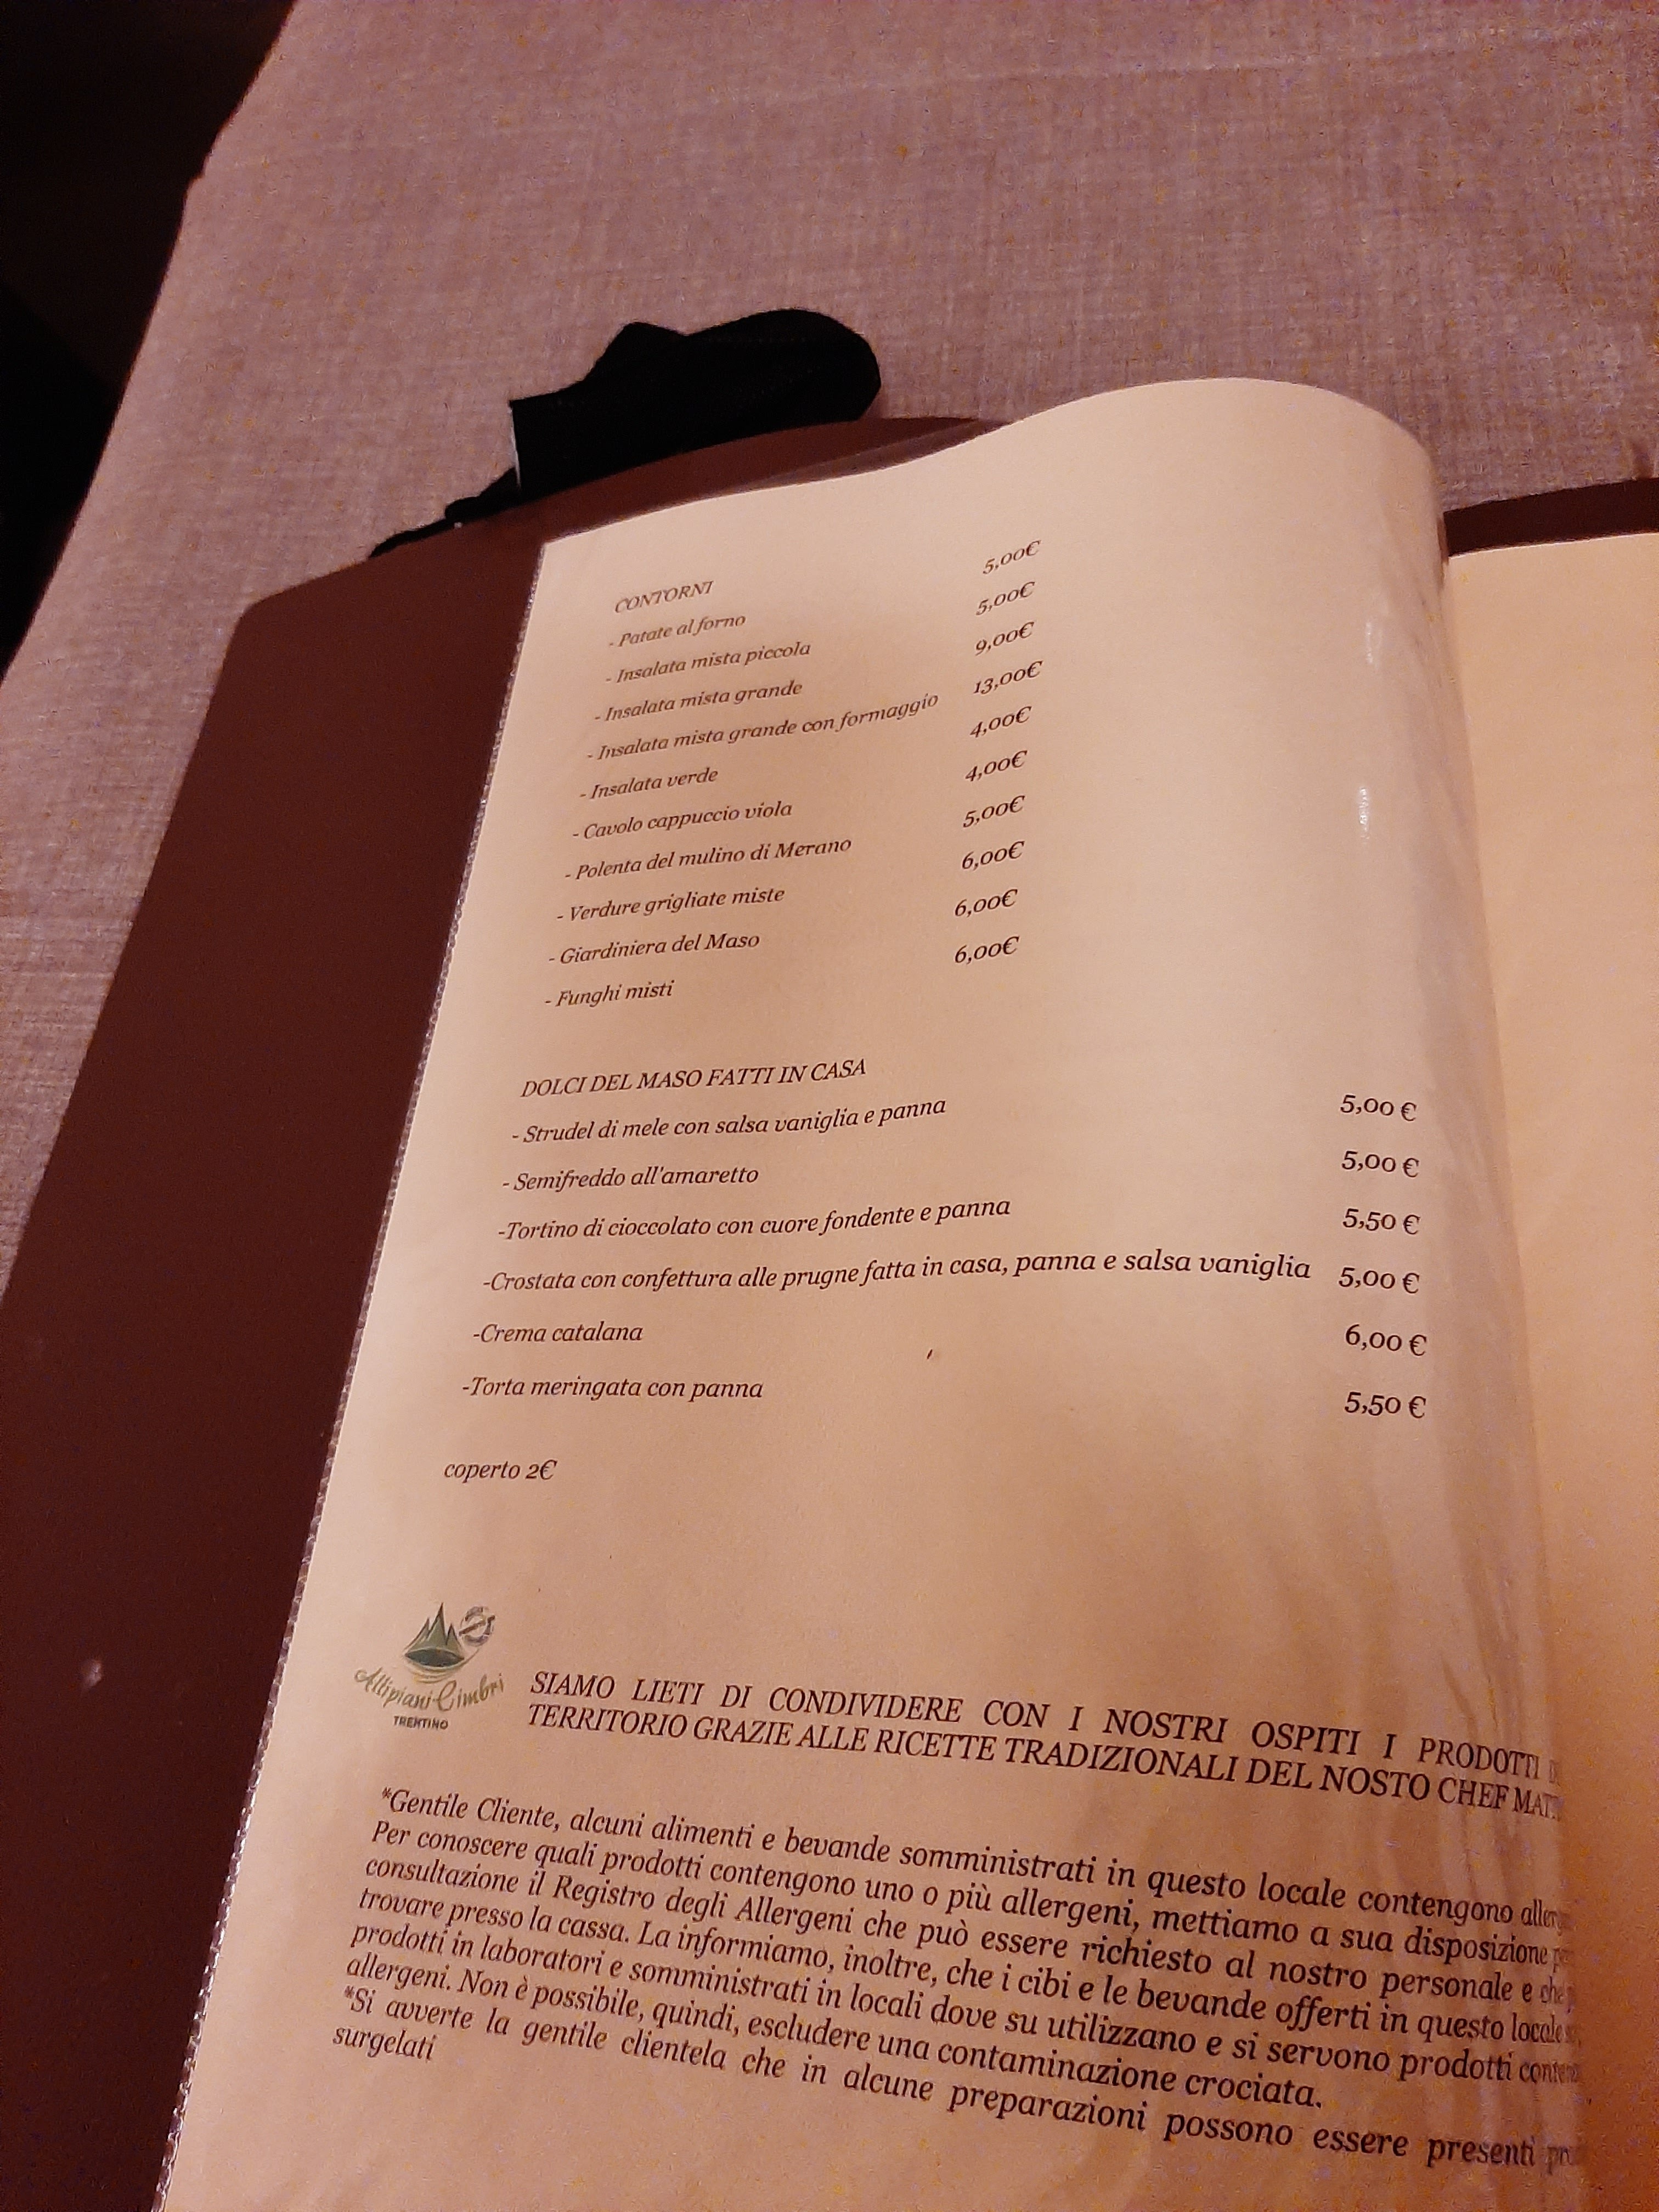 CONTORNI
- Patate al forno 5,00€
- Insalata mista piccola 5,00€
- Insalata mista grande 9,00€
- Insalata mista grande con formaggio 13,00€
- Insalata verde 4,00€
- Cavolo cappuccio viola 4,00€
- Polenta del mulino di Merano 5,00€
- Verdure grigliate miste 6,00€
- Giardiniera del Maso 6,00€
- Funghi misti 6,00€
DOLCI DEL MASO FATTI IN CASA
- Strudel di mele con salsa vaniglia e panna 5,00 €
- Semifreddo all'amaretto 5,00 €
-Tortino di cioccolato con cuore fondente e panna 5,50 €
-Crostata con confettura alle prugne fatta in casa, panna e salsa vaniglia 5,00 €
-Crema catalana 6,00 €
-Torta meringata con panna 5,50 €
coperto 2€
Altipiani Cimbri
TRENTINO
SIAMO LIETI DI CONDIVIDERE CON I NOSTRI OSPITI I PRODOTTI
TERRITORIO GRAZIE ALLE RICETTE TRADIZIONALI DEL NOSTO CHEF
*Gentile Cliente, alcuni alimenti e bevande somministrati in questo locale contengono
Per conoscere quali prodotti contengono uno o più allergeni, mettiamo a sua disposizione
consultazione il Registro degli Allergeni che può essere richiesto al nostro personale e che
trovare presso la cassa. La informiamo, inoltre, che i cibi e le bevande offerti in questo locale
prodotti in laboratori e somministrati in locali dove su utilizzano e si servono prodotti
allergeni. Non è possibile, quindi, escludere una contaminazione crociata.
*Si avverte la gentile clientela che in alcune preparazioni possono essere presenti
surgelati